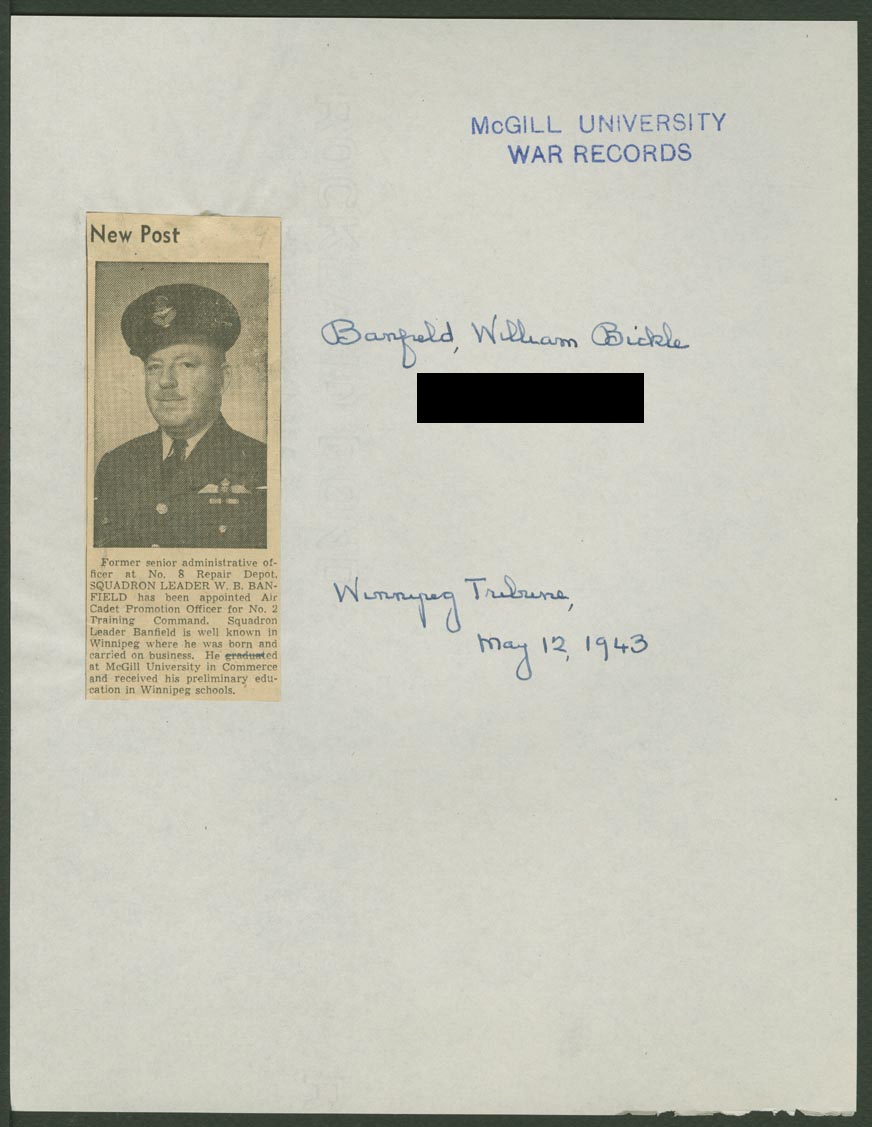 McGILL UNIVERSITY
WAR RECORDS
New Post
Banfield, William Bickle
Former senior administrative of-
ficer at No. 8 Repair Depot,
SQUADRON LEADER W. B. BAN-
FIELD has been appointed Air
Cadet Promotion Officer for No. 2
Training Command. Squadron
Leader Banfield is well known in
Winnipeg where he was born and
carried on business. He graduated
at McGill University in Commerce
and received his preliminary edu-
cation in Winnipeg schools.
Winnipeg Tribune,
May 12, 1943